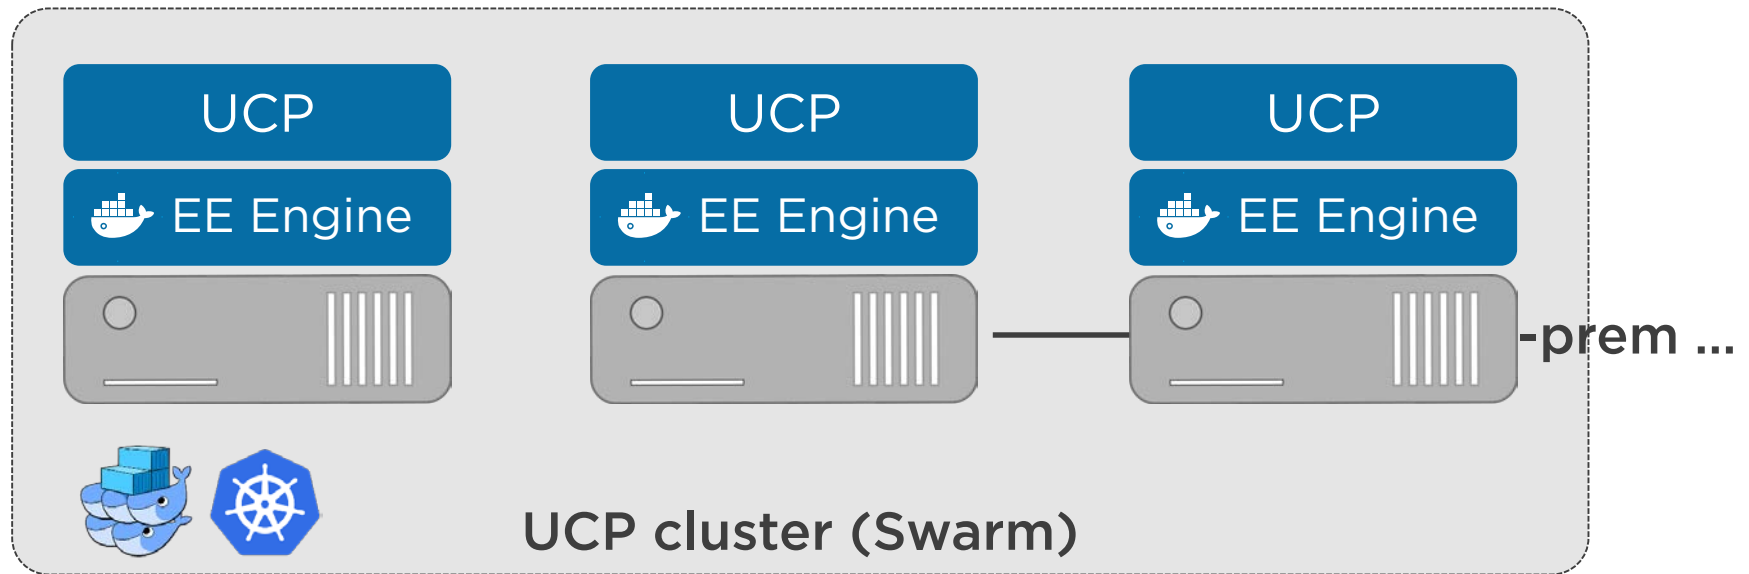 UCP UCP UCP
EE Engine EE Engine EE Engine
-prem ...
UCP cluster (Swarm)